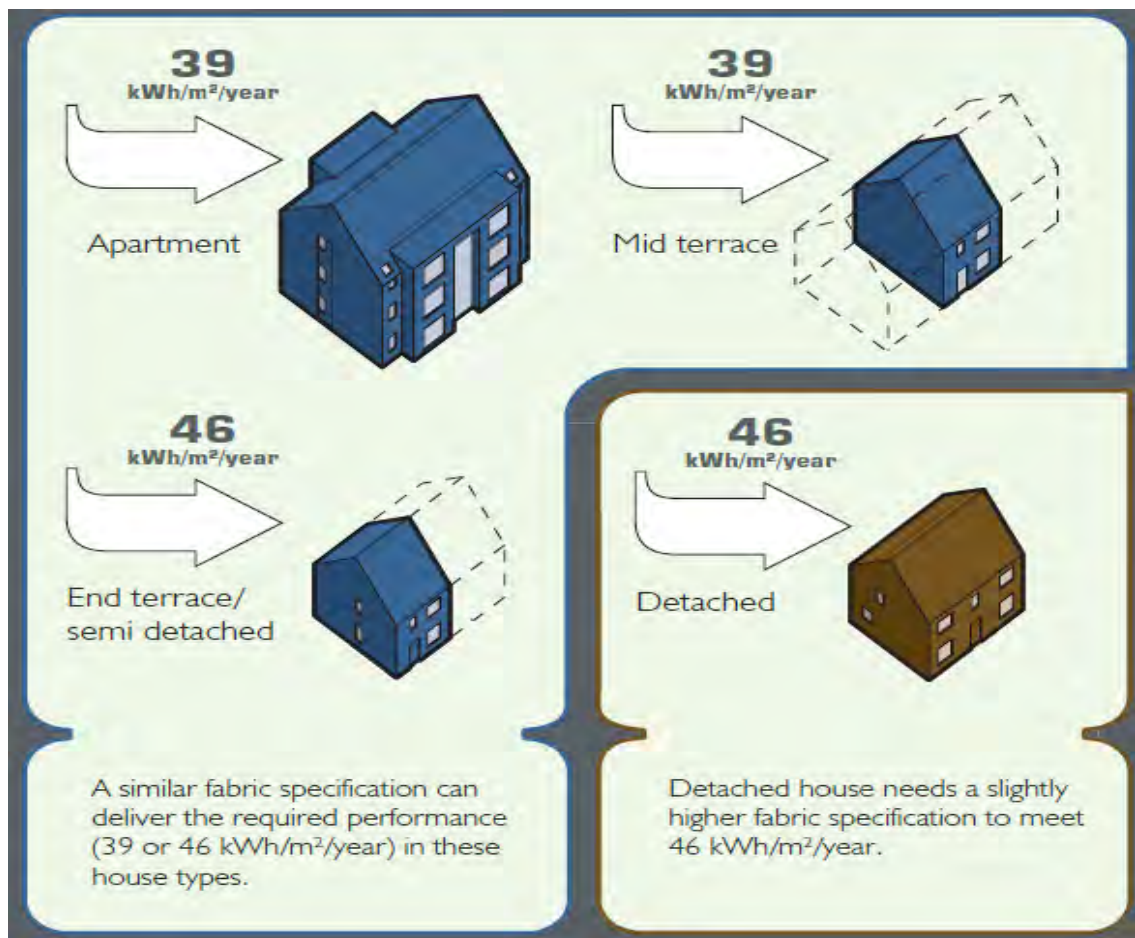 39
kWh/m²/year
Apartment
39
kWh/m²/year
Mid terrace
46
kWh/m²/year
End terrace/
semi detached
46
kWh/m²/year
Detached
A similar fabric specification can
deliver the required performance
(39 or 46 kWh/m²/year) in these
house types.
Detached house needs a slightly
higher fabric specification to meet
46 kWh/m²/year.